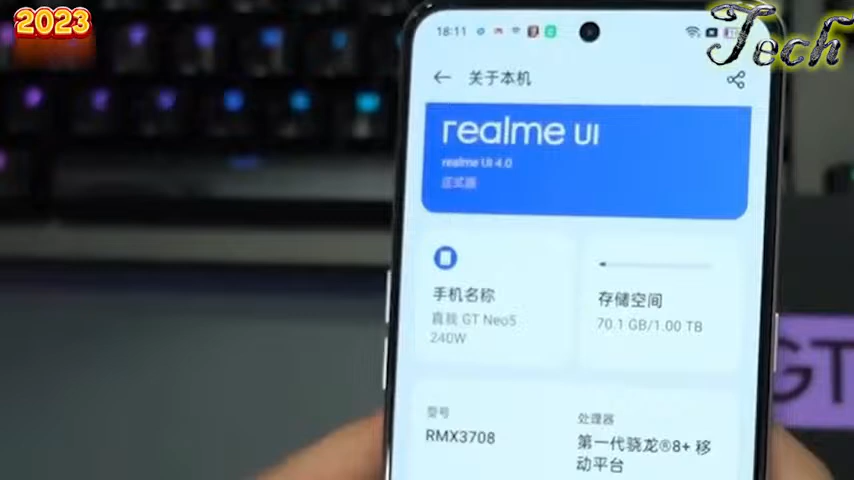 2023
Tech
18:11
关于本机
realme UI
realme UI 4.0
正式版
手机名称
真我 GT Neo5
240W
存储空间
70.1 GB/1.00 TB
型号
RMX3708
处理器
第一代骁龙®8+ 移
动平台
GT